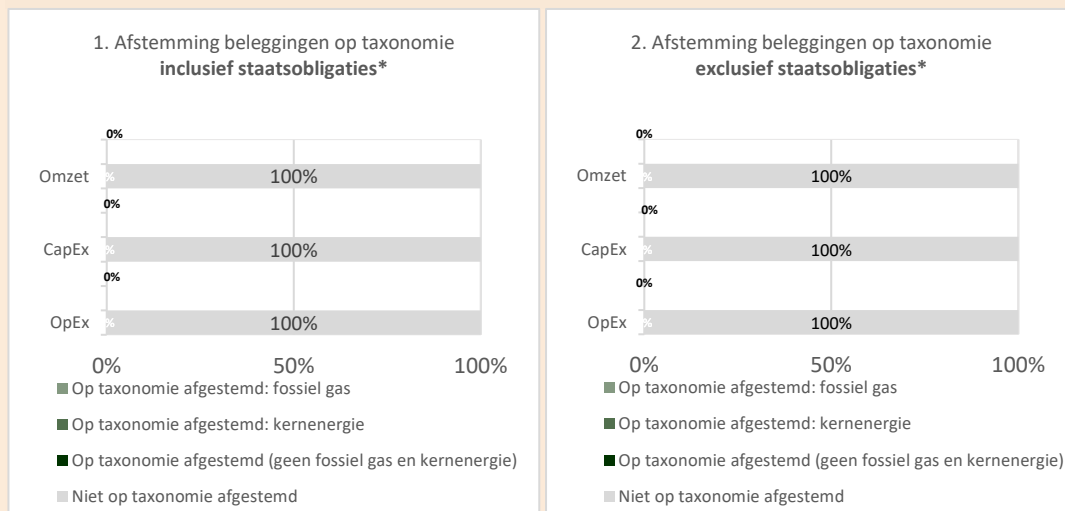 1. Afstemming beleggingen op taxonomie
inclusief staatsobligaties*
0%
Omzet
%
100%
0%
CapEx
%
100%
0%
OpEx
%
100%
0%
50%
100%
Op taxonomie afgestemd: fossiel gas
Op taxonomie afgestemd: kernenergie
Op taxonomie afgestemd (geen fossiel gas en kernenergie)
Niet op taxonomie afgestemd
2. Afstemming beleggingen op taxonomie
exclusief staatsobligaties*
0%
Omzet
%
100%
0%
CapEx
%
100%
0%
OpEx
%
100%
0%
50%
100%
Op taxonomie afgestemd: fossiel gas
Op taxonomie afgestemd: kernenergie
Op taxonomie afgestemd (geen fossiel gas en kernenergie)
Niet op taxonomie afgestemd